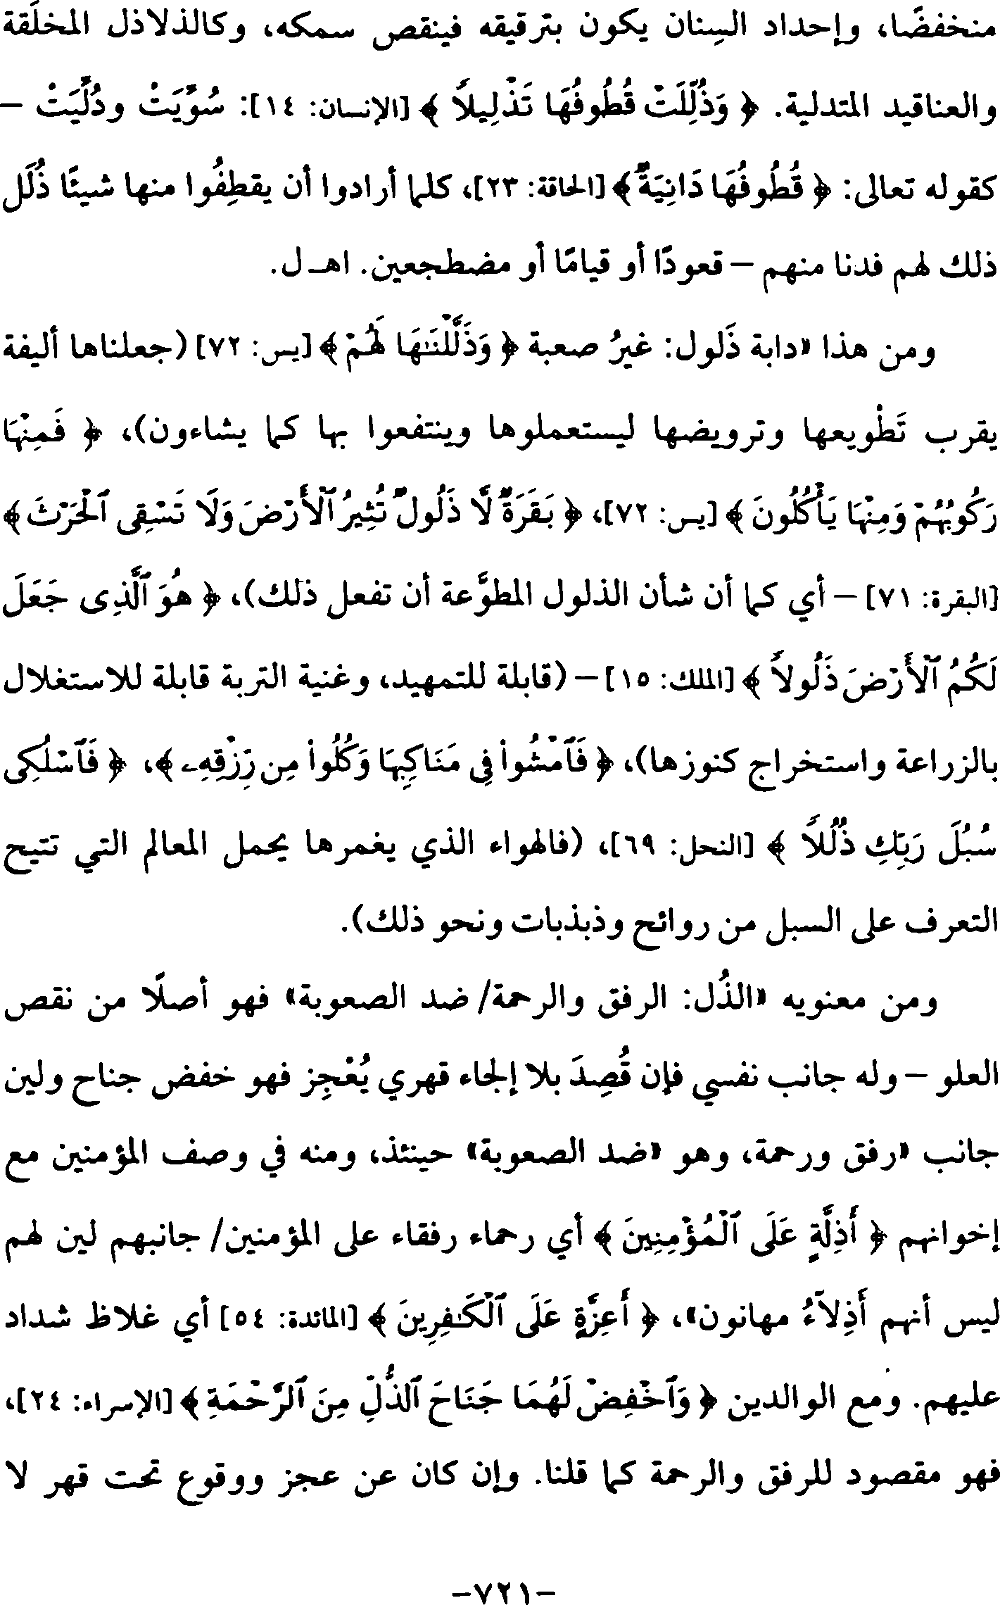 منخفضًا، وإحداد السِنان يكون بترقيقه فينقص سمكه، وكالذلاذل المخلَّقة
والعناقيد المتدلية. ﴿ وَذُلِّلَتْ قُطُوفُهَا تَذْلِيلًا ﴾ [الإنسان: ١٤]: سُوِّيَتْ ودُلِّيَتْ –
كقوله تعالى: ﴿ قُطُوفُهَا دَانِيَةٌ ﴾ [الحاقة: ٢٣]، كلما أرادوا أن يقطِفُوا منها شيئًا ذُلِّل
ذلك لهم فدنا منهم – قعودًا أو قيامًا أو مضطجعين. اهـ ل.
ومن هذا «دابة ذَلول: غيرُ صعبة ﴿ وَذَلَّلْنَٰهَا لَهُمْ ﴾ [يس: ٧٢] (جعلناها أليفة
يقرب تَطْويعها وترويضها ليستعملوها وينتفعوا بها كما يشاءون)، ﴿ فَمِنْهَا
رَكُوبُهُمْ وَمِنْهَا يَأْكُلُونَ ﴾ [يس: ٧٢]، ﴿ بَقَرَةٌ لَّا ذَلُولٌ تُثِيرُ ٱلْأَرْضَ وَلَا تَسْقِى ٱلْحَرْثَ ﴾
[البقرة: ٧١] – أي كما أن شأن الذلول المطوَّعة أن تفعل ذلك)، ﴿ هُوَ ٱلَّذِى جَعَلَ
لَكُمُ ٱلْأَرْضَ ذَلُولًا ﴾ [الملك: ١٥] – (قابلة للتمهيد، وغنية التربة قابلة للاستغلال
بالزراعة واستخراج كنوزها)، ﴿ فَٱمْشُوا۟ فِى مَنَاكِبِهَا وَكُلُوا۟ مِن رِّزْقِهِۦ ﴾، ﴿ فَٱسْلُكِى
سُبُلَ رَبِّكِ ذُلُلًا ﴾ [النحل: ٦٩]، (فالهواء الذي يغمرها يحمل المعالم التي تتيح
التعرف على السبل من روائح وذبذبات ونحو ذلك).
ومن معنويه «الذُل: الرفق والرحمة/ ضد الصعوبة» فهو أصلًا من نقص
العلو – وله جانب نفسي فإن قُصِدَ بلا إلجاء قهري يُعْجِز فهو خفض جناح ولين
جانب «رفق ورحمة، وهو «ضد الصعوبة» حينئذ، ومنه في وصف المؤمنين مع
إخوانهم ﴿ أَذِلَّةٍ عَلَى ٱلْمُؤْمِنِينَ ﴾ أي رحماء رفقاء على المؤمنين/ جانبهم لين لهم
ليس أنهم أَذِلَّاءُ مهانون»، ﴿ أَعِزَّةٍ عَلَى ٱلْكَٰفِرِينَ ﴾ [المائدة: ٥٤] أي غلاظ شداد
عليهم. ومع الوالدين ﴿ وَٱخْفِضْ لَهُمَا جَنَاحَ ٱلذُّلِّ مِنَ ٱلرَّحْمَةِ ﴾ [الإسراء: ٢٤]،
فهو مقصود للرفق والرحمة كما قلنا. وإن كان عن عجز ووقوع تحت قهر لا
–٧٢١–